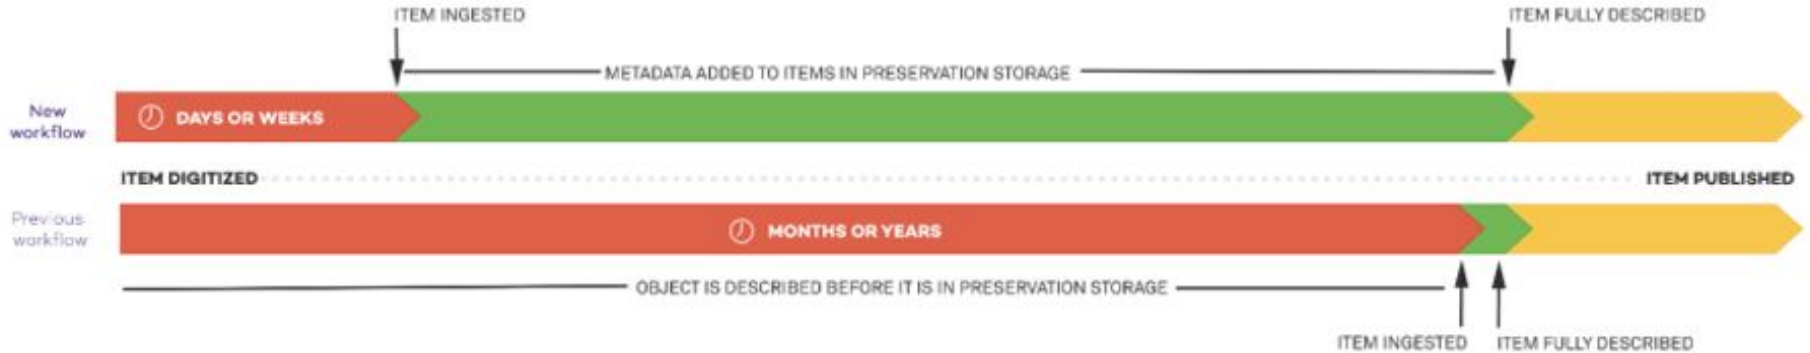 ITEM INGESTED
ITEM FULLY DESCRIBED
METADATA ADDED TO ITEMS IN PRESERVATION STORAGE
New
workflow
DAYS OR WEEKS
ITEM DIGITIZED
ITEM PUBLISHED
Previous
workflow
MONTHS OR YEARS
OBJECT IS DESCRIBED BEFORE IT IS IN PRESERVATION STORAGE
ITEM INGESTED
ITEM FULLY DESCRIBED